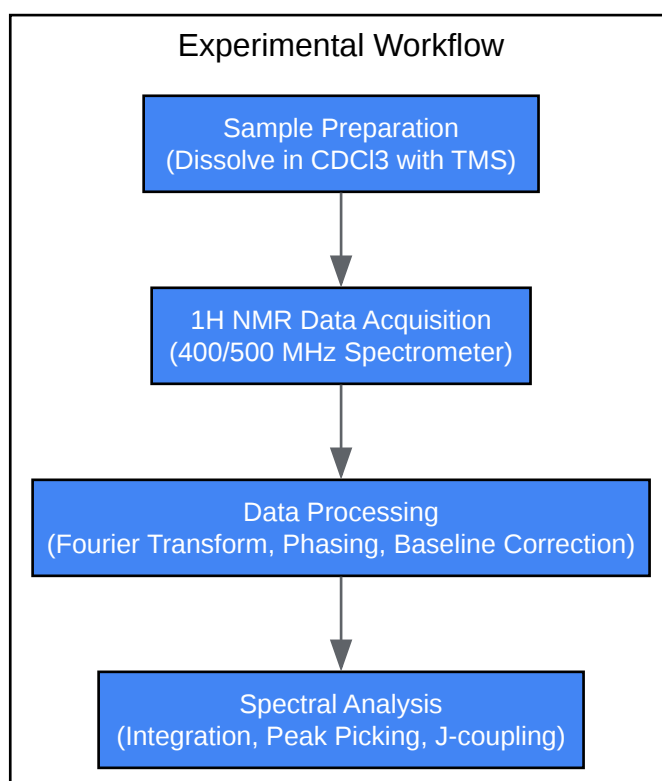 Experimental Workflow
Sample Preparation
(Dissolve in CDCl3 with TMS)
1H NMR Data Acquisition
(400/500 MHz Spectrometer)
Data Processing
(Fourier Transform, Phasing, Baseline Correction)
Spectral Analysis
(Integration, Peak Picking, J-coupling)